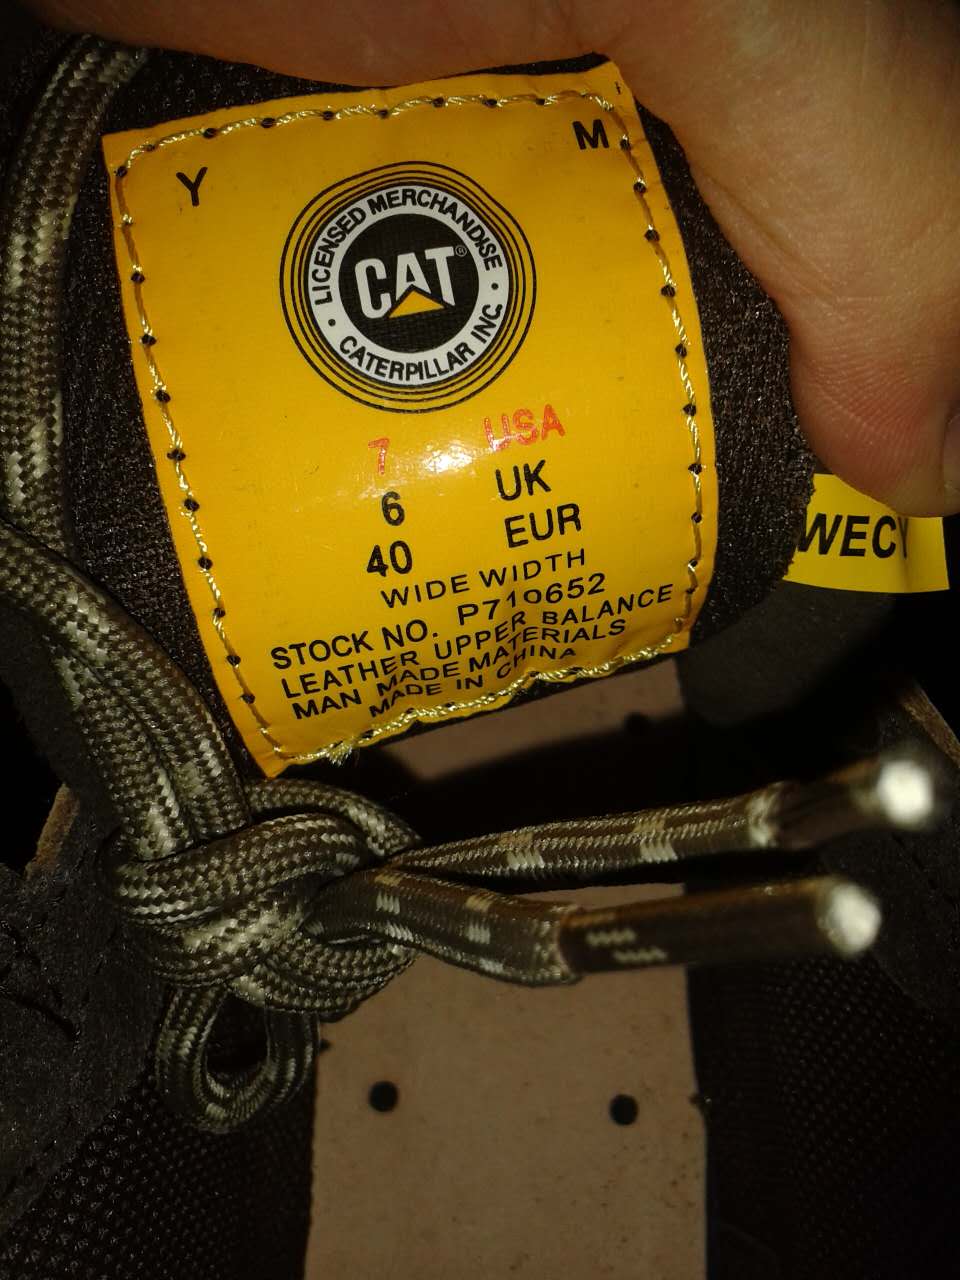 Y M
LICENSED MERCHANDISE
CAT®
· CATERPILLAR INC. ·
7 USA
6 UK
40 EUR
WIDE WIDTH
STOCK NO. P710652
LEATHER UPPER BALANCE
MAN MADE MATERIALS
MADE IN CHINA
WECY